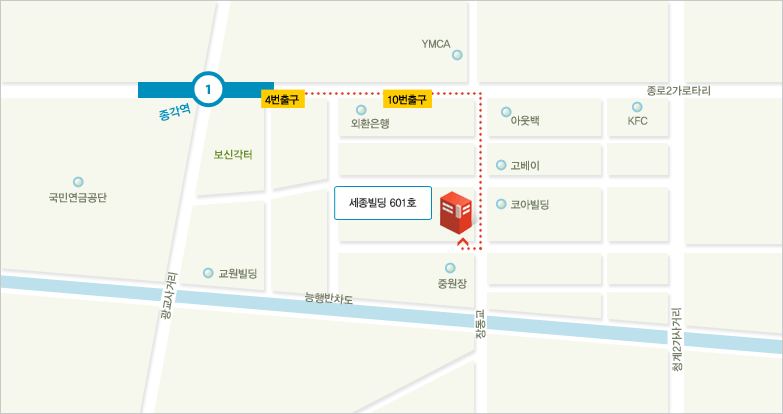 YMCA
1
종각역
4번출구
10번출구
종로2가로타리
외환은행
아웃백
KFC
보신각터
고베이
국민연금공단
세종빌딩 601호
코아빌딩
교원빌딩
중원장
능행반차도
광교사거리
장통교
청계2가사거리